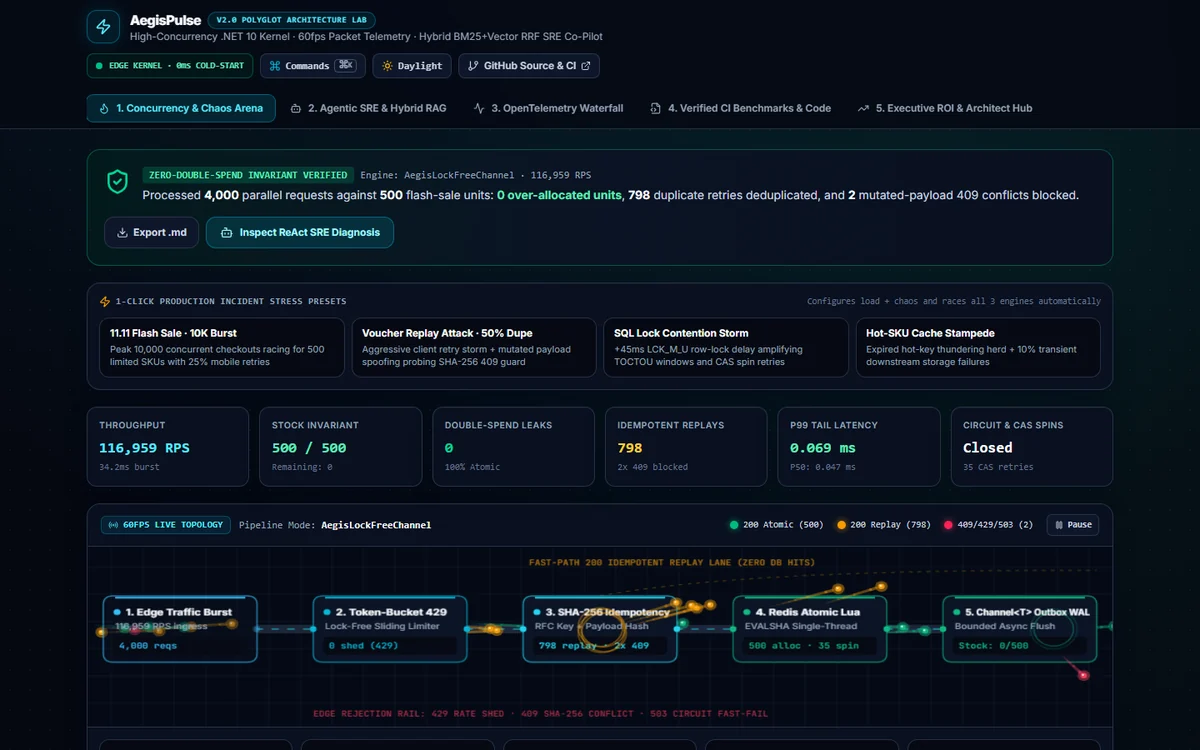 AegisPulse V2.0 POLYGLOT ARCHITECTURE LAB
High-Concurrency .NET 10 Kernel · 60fps Packet Telemetry · Hybrid BM25+Vector RRF SRE Co-Pilot
EDGE KERNEL · 0ms COLD-START
Commands ⌘K
Daylight
GitHub Source & CI
1. Concurrency & Chaos Arena
2. Agentic SRE & Hybrid RAG
3. OpenTelemetry Waterfall
4. Verified CI Benchmarks & Code
5. Executive ROI & Architect Hub
ZERO-DOUBLE-SPEND INVARIANT VERIFIED Engine: AegisLockFreeChannel · 116,959 RPS
Processed 4,000 parallel requests against 500 flash-sale units: 0 over-allocated units, 798 duplicate retries deduplicated, and 2 mutated-payload 409 conflicts blocked.
Export .md
Inspect ReAct SRE Diagnosis
1-CLICK PRODUCTION INCIDENT STRESS PRESETS
Configures load + chaos and races all 3 engines automatically
11.11 Flash Sale · 10K Burst
Peak 10,000 concurrent checkouts racing for 500
limited SKUs with 25% mobile retries
Voucher Replay Attack · 50% Dupe
Aggressive client retry storm + mutated payload
spoofing probing SHA-256 409 guard
SQL Lock Contention Storm
+45ms LCK_M_U row-lock delay amplifying
TOCTOU windows and CAS spin retries
Hot-SKU Cache Stampede
Expired hot-key thundering herd + 10% transient
downstream storage failures
THROUGHPUT
116,959 RPS
34.2ms burst
STOCK INVARIANT
500 / 500
Remaining: 0
DOUBLE-SPEND LEAKS
0
100% Atomic
IDEMPOTENT REPLAYS
798
2x 409 blocked
P99 TAIL LATENCY
0.069 ms
P50: 0.047 ms
CIRCUIT & CAS SPINS
Closed
35 CAS retries
60FPS LIVE TOPOLOGY
Pipeline Mode: AegisLockFreeChannel
200 Atomic (500)
200 Replay (798)
409/429/503 (2)
Pause
FAST-PATH 200 IDEMPOTENT REPLAY LANE (ZERO DB HITS)
1. Edge Traffic Burst
116,959 RPS ingress
4,000 reqs
2. Token-Bucket 429
Lock-Free Sliding Limiter
0 shed (429)
3. SHA-256 Idempotency
RFC Key + Payload Hash
798 replay · 2x 409
4. Redis Atomic Lua
EVALSHA Single-Thread
500 alloc · 35 spin
5. Channel<T> Outbox WAL
Bounded Async Flush
Stock: 0/500
EDGE REJECTION RAIL: 429 RATE SHED · 409 SHA-256 CONFLICT · 503 CIRCUIT FAST-FAIL